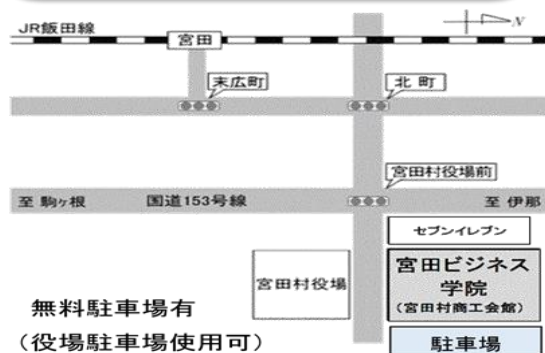 JR飯田線
N
宮田
末広町
北町
宮田村役場前
至 駒ヶ根
国道153号線
至 伊那
セブンイレブン
宮田村役場
宮田ビジネス
学院
(宮田村商工会館)
無料駐車場有
(役場駐車場使用可)
駐車場